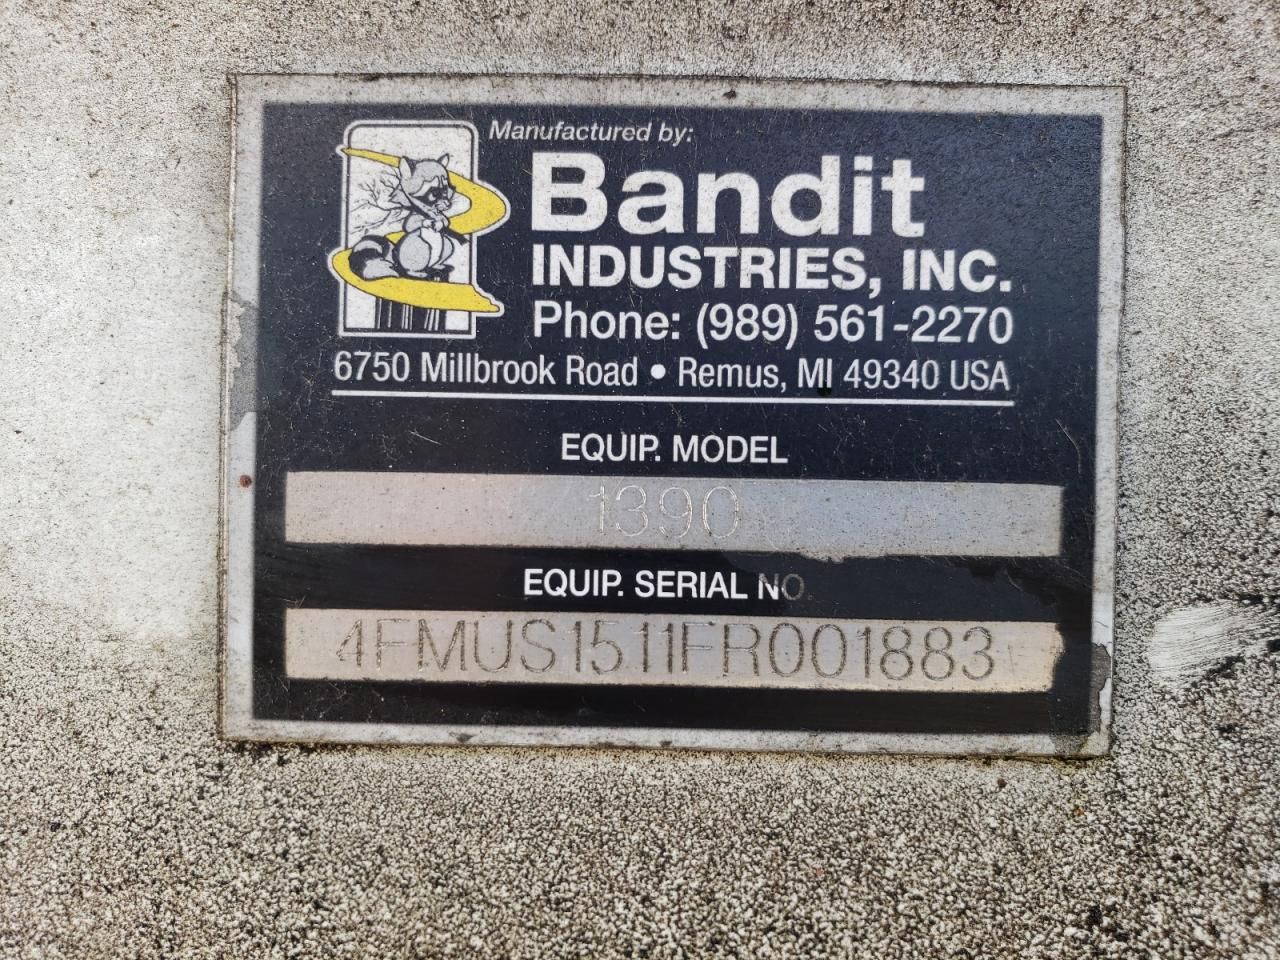 Manufactured by:
Bandit
INDUSTRIES, INC.
Phone: (989) 561-2270
6750 Millbrook Road • Remus, MI 49340 USA
EQUIP. MODEL
1390
EQUIP. SERIAL NO.
4FMUS1511FR001883